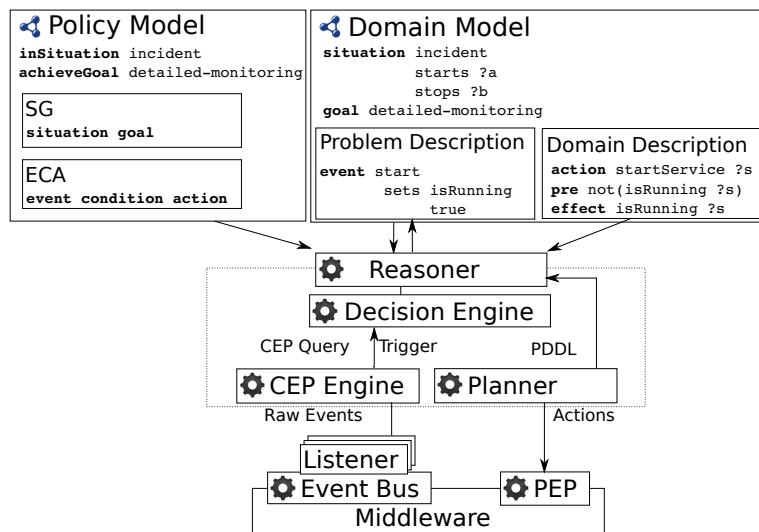 Policy Model
inSituation incident
achieveGoal detailed-monitoring
SG
situation goal
ECA
event condition action
Domain Model
situation incident
starts ?a
stops ?b
goal detailed-monitoring
Problem Description
event start
sets isRunning
true
Domain Description
action startService ?s
pre not(isRunning ?s)
effect isRunning ?s
Reasoner
Decision Engine
CEP Query Trigger
PDDL
CEP Engine
Planner
Raw Events
Actions
Listener
Event Bus
PEP
Middleware